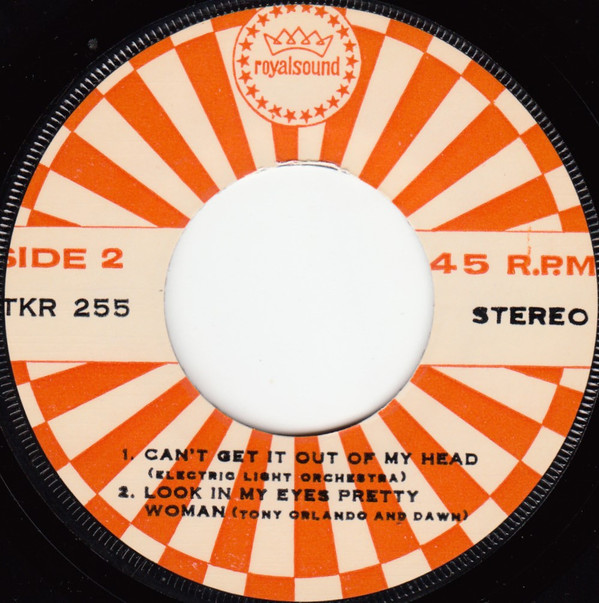 royalsound
SIDE 2
45 R.P.M
TKR 255
STEREO
1. CAN'T GET IT OUT OF MY HEAD
(ELECTRIC LIGHT ORCHESTRA)
2. LOOK IN MY EYES PRETTY
WOMAN (TONY ORLANDO AND DAWN)